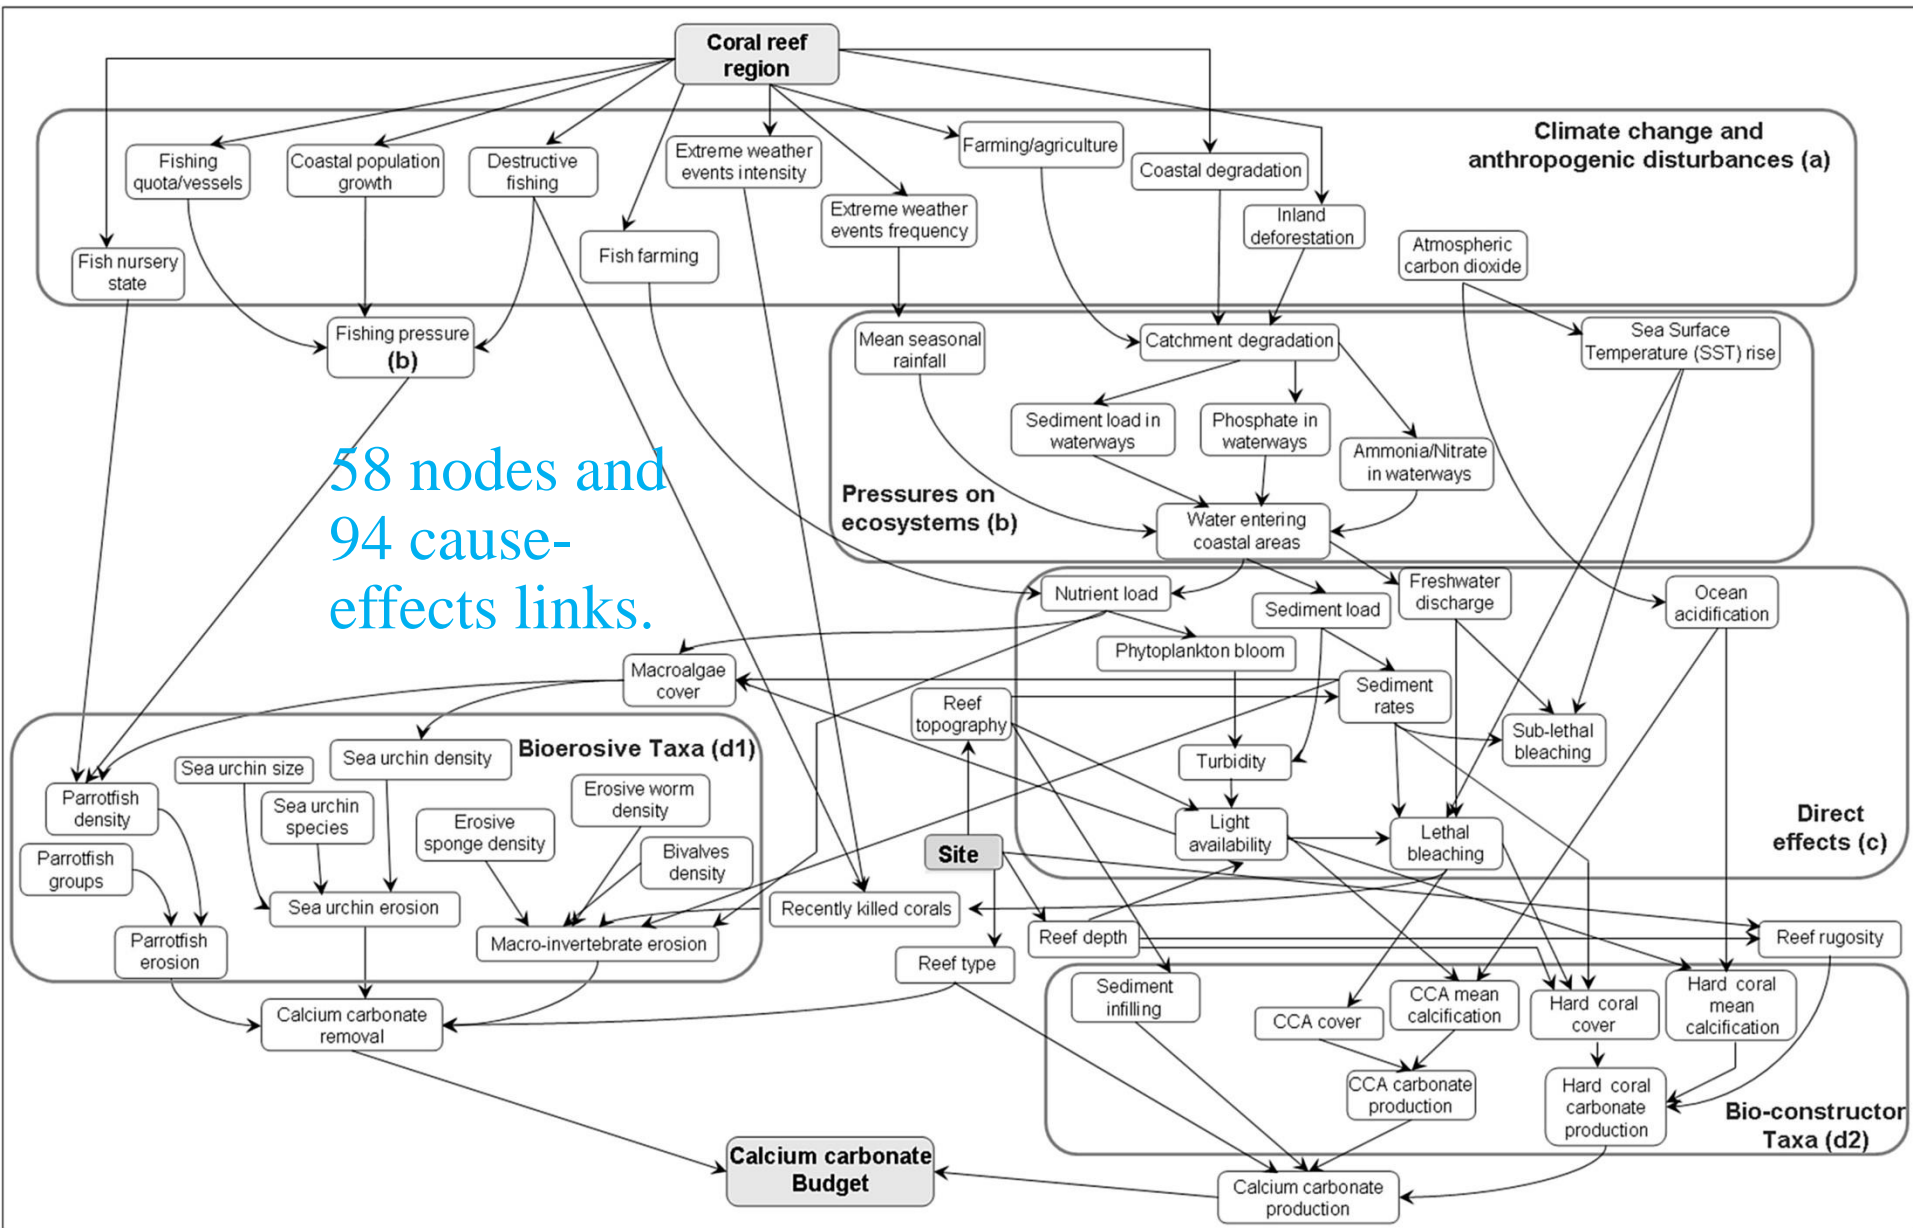 Coral reef
region
Climate change and
anthropogenic disturbances (a)
Fishing
quota/vessels
Coastal population
growth
Destructive
fishing
Extreme weather
events intensity
Farming/agriculture
Coastal degradation
Extreme weather
events frequency
Inland
deforestation
Fish nursery
state
Fish farming
Atmospheric
carbon dioxide
Fishing pressure
(b)
Mean seasonal
rainfall
Catchment degradation
Sea Surface
Temperature (SST) rise
Sediment load in
waterways
Phosphate in
waterways
Ammonia/Nitrate
in waterways
58 nodes and
94 cause-
effects links.
Pressures on
ecosystems (b)
Water entering
coastal areas
Nutrient load
Sediment load
Freshwater
discharge
Ocean
acidification
Phytoplankton bloom
Macroalgae
cover
Reef
topography
Sediment
rates
Sub-lethal
bleaching
Bioerosive Taxa (d1)
Sea urchin density
Sea urchin size
Turbidity
Parrotfish
density
Sea urchin
species
Erosive worm
density
Erosive
sponge density
Bivalves
density
Light
availability
Lethal
bleaching
Direct
effects (c)
Site
Parrotfish
groups
Sea urchin erosion
Recently killed corals
Parrotfish
erosion
Macro-invertebrate erosion
Reef depth
Reef rugosity
Reef type
Sediment
infilling
CCA cover
CCA mean
calcification
Hard coral
cover
Hard coral
mean
calcification
Calcium carbonate
removal
CCA carbonate
production
Hard coral
carbonate
production
Bio-constructor
Taxa (d2)
Calcium carbonate
Budget
Calcium carbonate
production